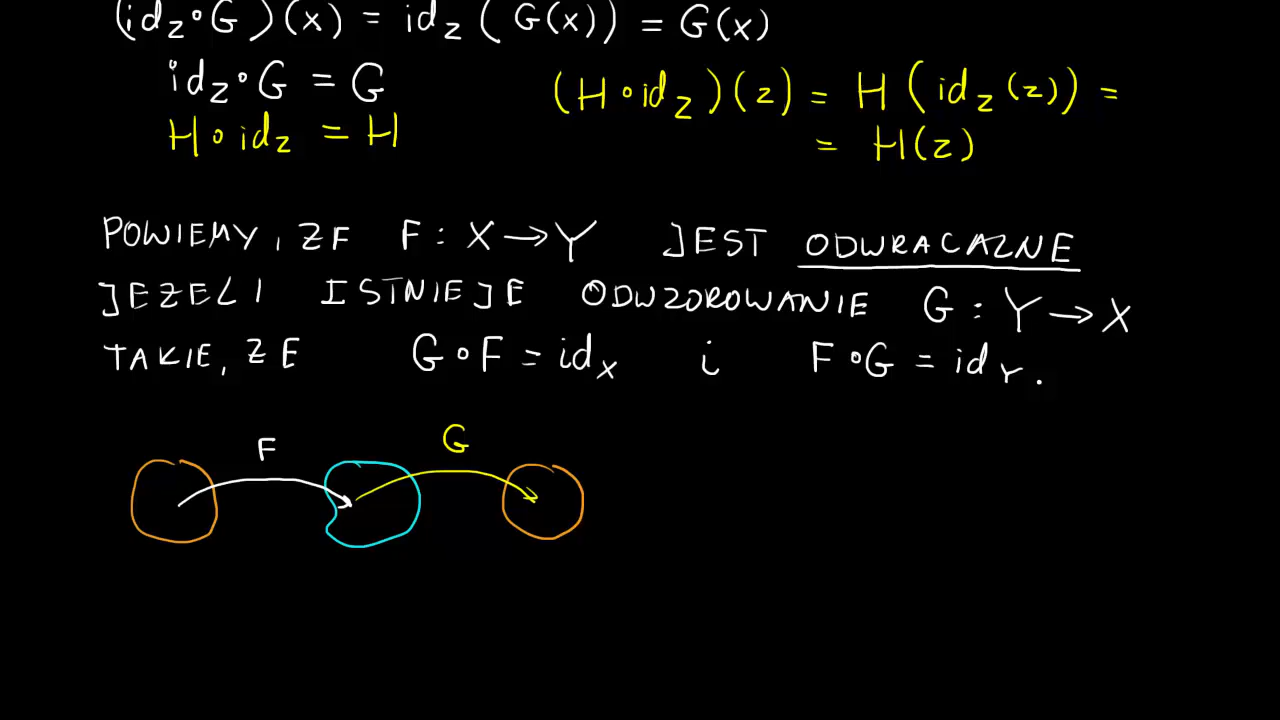 (id_Z∘G)(x) = id_Z(G(x)) = G(x)
id_Z∘G = G
H∘id_Z = H
(H∘id_Z)(z) = H(id_Z(z)) =
= H(z)
POWIEMY, ZE F : X → Y JEST ODWRACALNE
JEZELI ISTNIEJE ODWZOROWANIE G : Y → X
TAKIE, ZE G∘F = id_X i F∘G = id_Y.
F G